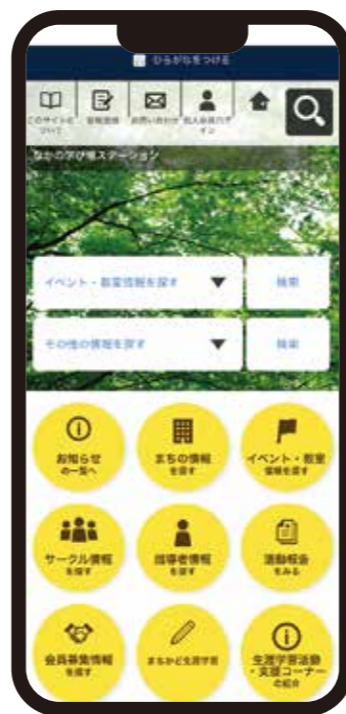 ひらがなをつける
このサイトに
ついて
お問い合わせ
個人会員ログ
イン
なかの学び場ステーション
イベント・教室情報を探す
検索
その他の情報を探す
検索
お知らせ
の一覧へ
まちの情報
を探す
イベント・教室
情報を探す
サークル情報
を探す
指導者情報
を探す
活動報告
をみる
会員募集情報
を探す
まちかど生涯学習
生涯学習活動
・支援コーナー
の紹介